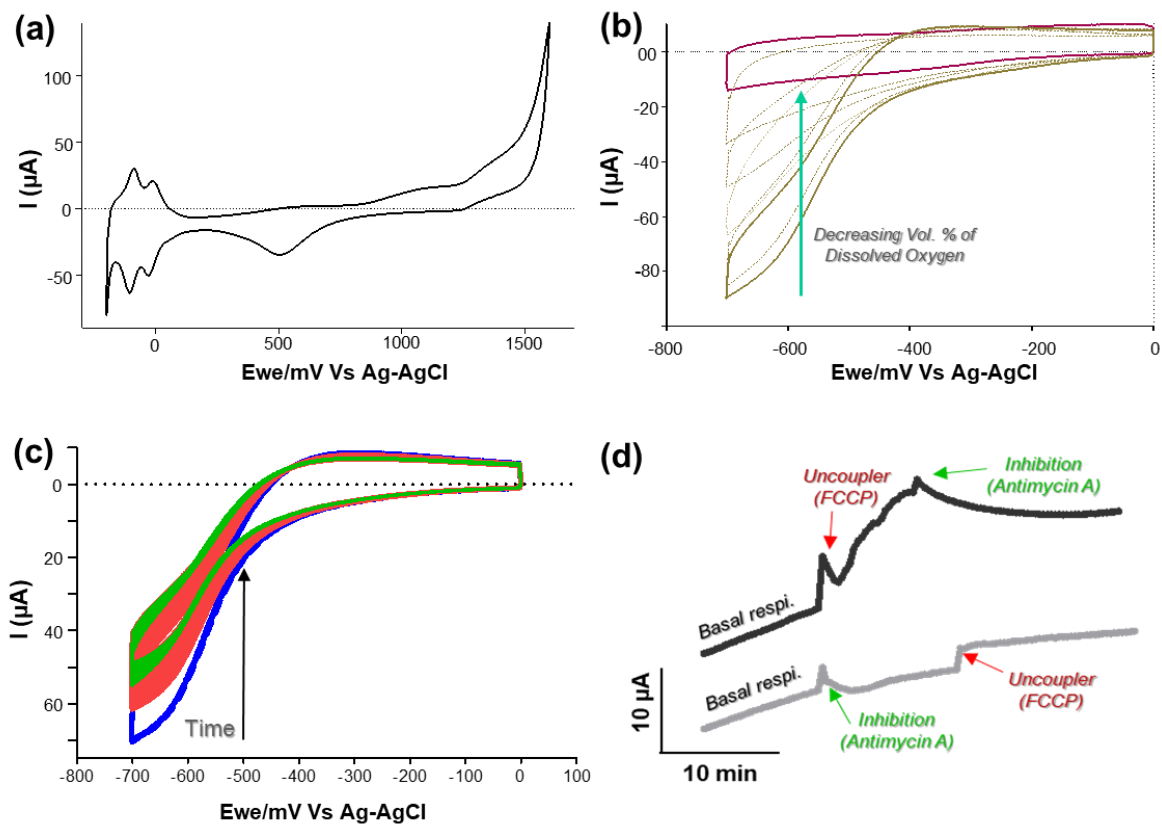 (a)
I (µA)
100
50
0
-50
0
500
1000
1500
Ewe/mV Vs Ag-AgCl
(b)
I (µA)
00
-20
-40
-60
-80
Decreasing Vol. % of
Dissolved Oxygen
-800
-600
-400
-200
0
Ewe/mV Vs Ag-AgCl
(c)
I (µA)
0
20
40
60
Time
-800
-700
-600
-500
-400
-300
-200
-100
0
100
Ewe/mV Vs Ag-AgCl
(d)
Uncoupler
(FCCP)
Inhibition
(Antimycin A)
Basal respi.
Basal respi.
Inhibition
(Antimycin A)
Uncoupler
(FCCP)
10 µA
10 min